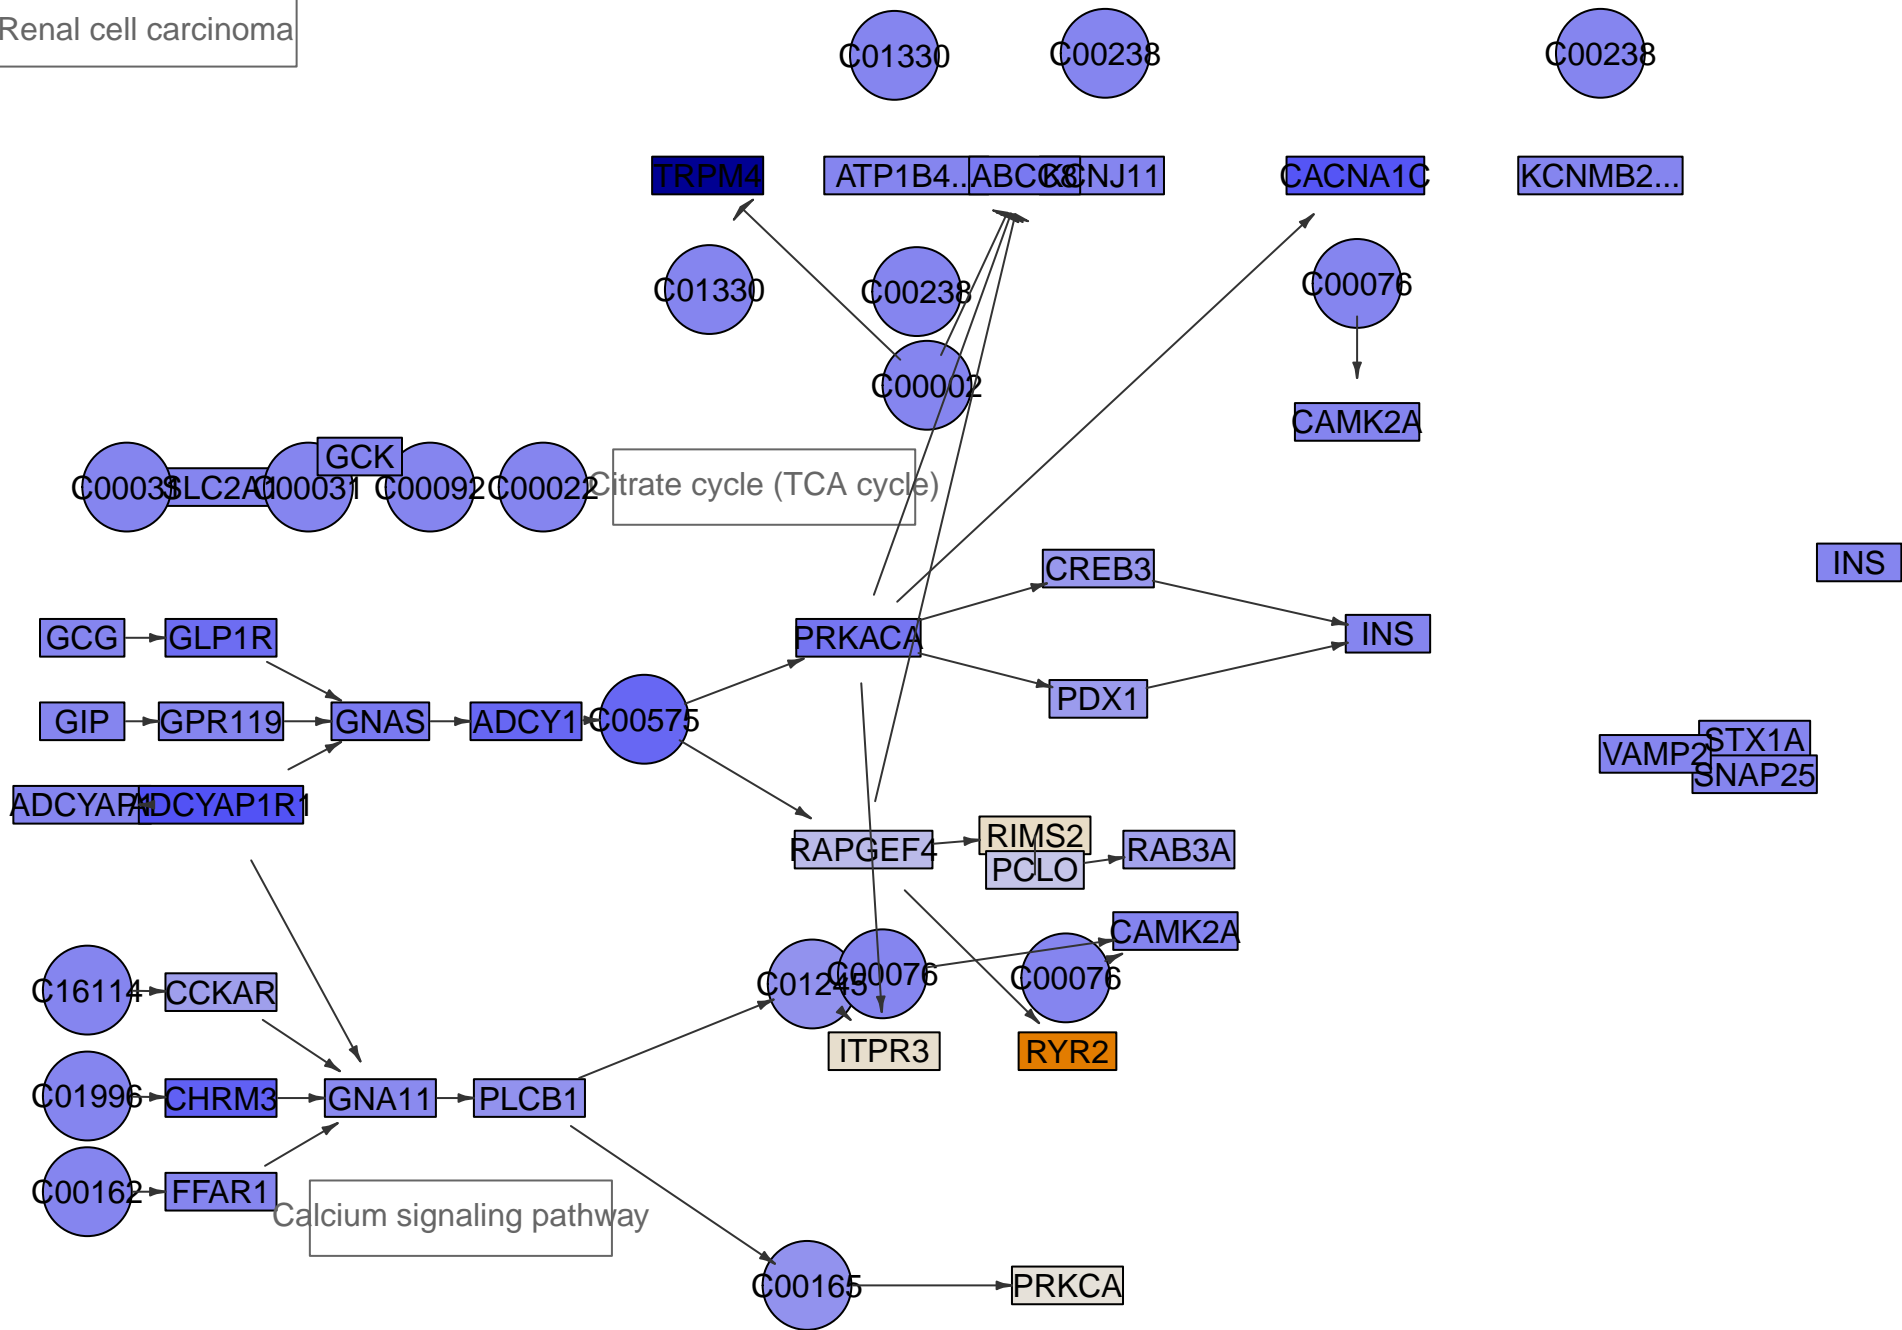 Renal cell carcinoma
C01330
C00238
C00238
TRPM4
ATP1B4...
ABCC8
KCNJ11
CACNA1C
KCNMB2...
C01330
C00238
C00076
C00002
CAMK2A
GCK
C00031
SLC2A1
C00031
C00092
C00022
Citrate cycle (TCA cycle)
CREB3
INS
GCG
GLP1R
PRKACA
INS
PDX1
GIP
GPR119
GNAS
ADCY1
C00575
STX1A
VAMP2
SNAP25
ADCYAP1
ADCYAP1R1
RAPGEF4
RIMS2
PCLO
RAB3A
CAMK2A
C16114
CCKAR
C01245
C00076
C00076
ITPR3
RYR2
C01996
CHRM3
GNA11
PLCB1
C00162
FFAR1
Calcium signaling pathway
C00165
PRKCA